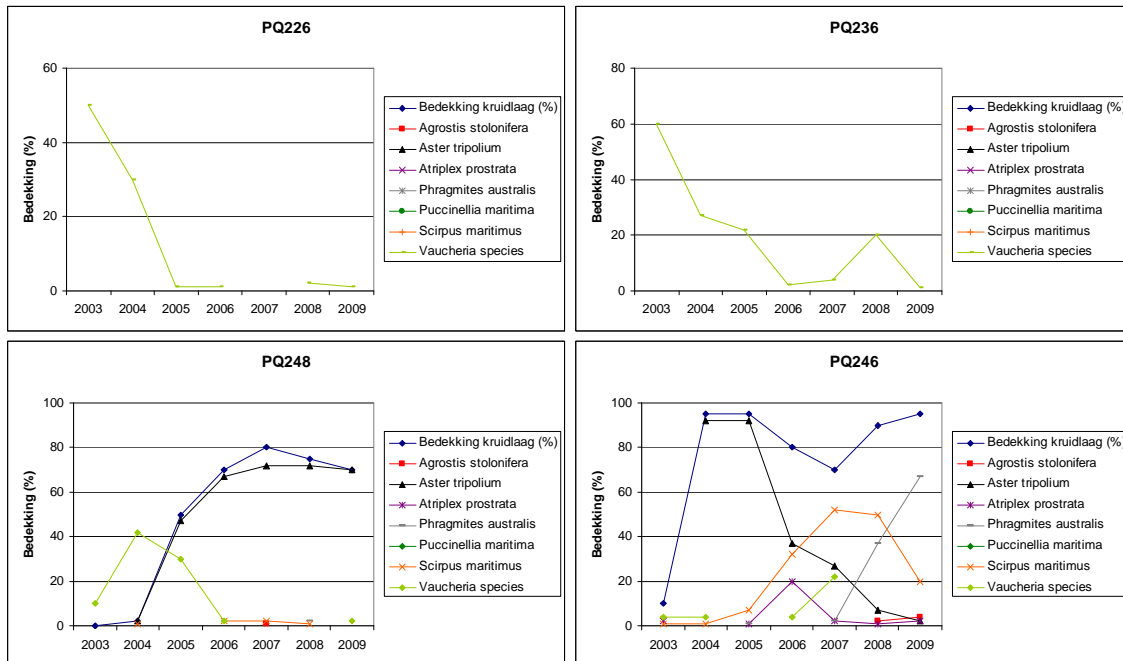 PQ226
60
40
20
0
Bedekking (%)
2003 2004 2005 2006 2007 2008 2009
Bedekking kruidlaag (%)
Agrostis stolonifera
Aster tripolium
Atriplex prostrata
Phragmites australis
Puccinellia maritima
Scirpus maritimus
Vaucheria species
PQ236
80
60
40
20
0
Bedekking (%)
2003 2004 2005 2006 2007 2008 2009
Bedekking kruidlaag (%)
Agrostis stolonifera
Aster tripolium
Atriplex prostrata
Phragmites australis
Puccinellia maritima
Scirpus maritimus
Vaucheria species
PQ248
100
80
60
40
20
0
Bedekking (%)
2003 2004 2005 2006 2007 2008 2009
Bedekking kruidlaag (%)
Agrostis stolonifera
Aster tripolium
Atriplex prostrata
Phragmites australis
Puccinellia maritima
Scirpus maritimus
Vaucheria species
PQ246
100
80
60
40
20
0
Bedekking (%)
2003 2004 2005 2006 2007 2008 2009
Bedekking kruidlaag (%)
Agrostis stolonifera
Aster tripolium
Atriplex prostrata
Phragmites australis
Puccinellia maritima
Scirpus maritimus
Vaucheria species